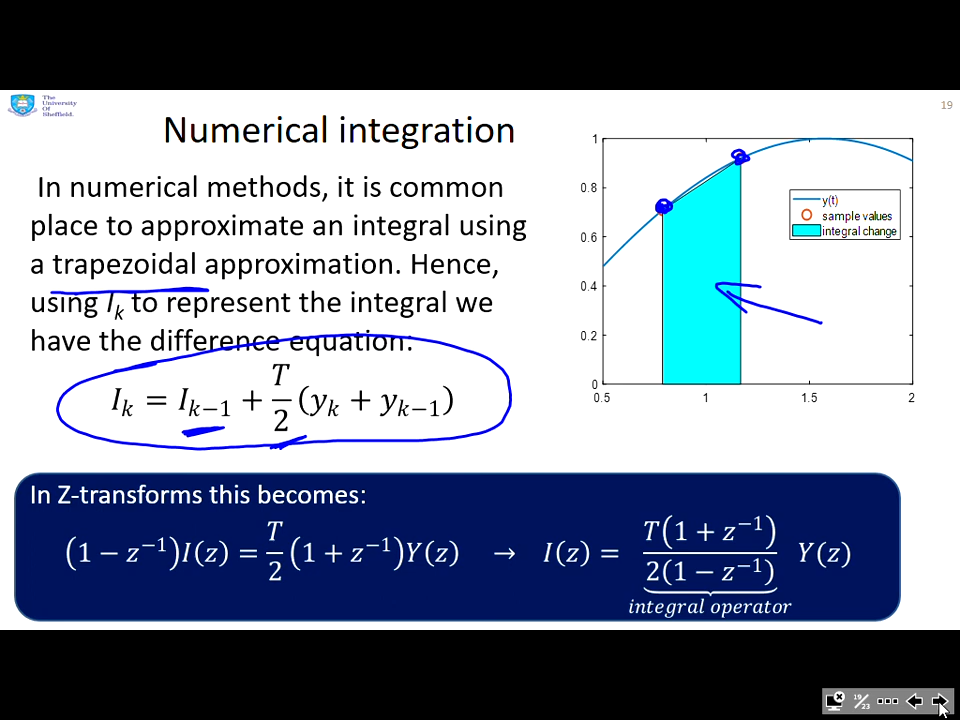 The
University
Of
Sheffield.
19
Numerical integration
In numerical methods, it is common
place to approximate an integral using
a trapezoidal approximation. Hence,
using I_k to represent the integral we
have the difference equation:
I_k = I_{k−1} + T/2 (y_k + y_{k−1})
1
0.8
0.6
0.4
0.2
0
0.5
1
1.5
2
y(t)
sample values
integral change
In Z-transforms this becomes:
(1 − z^{−1})I(z) = T/2 (1 + z^{−1})Y(z) → I(z) = T(1 + z^{−1})/2(1 − z^{−1}) Y(z)
integral operator
19/23